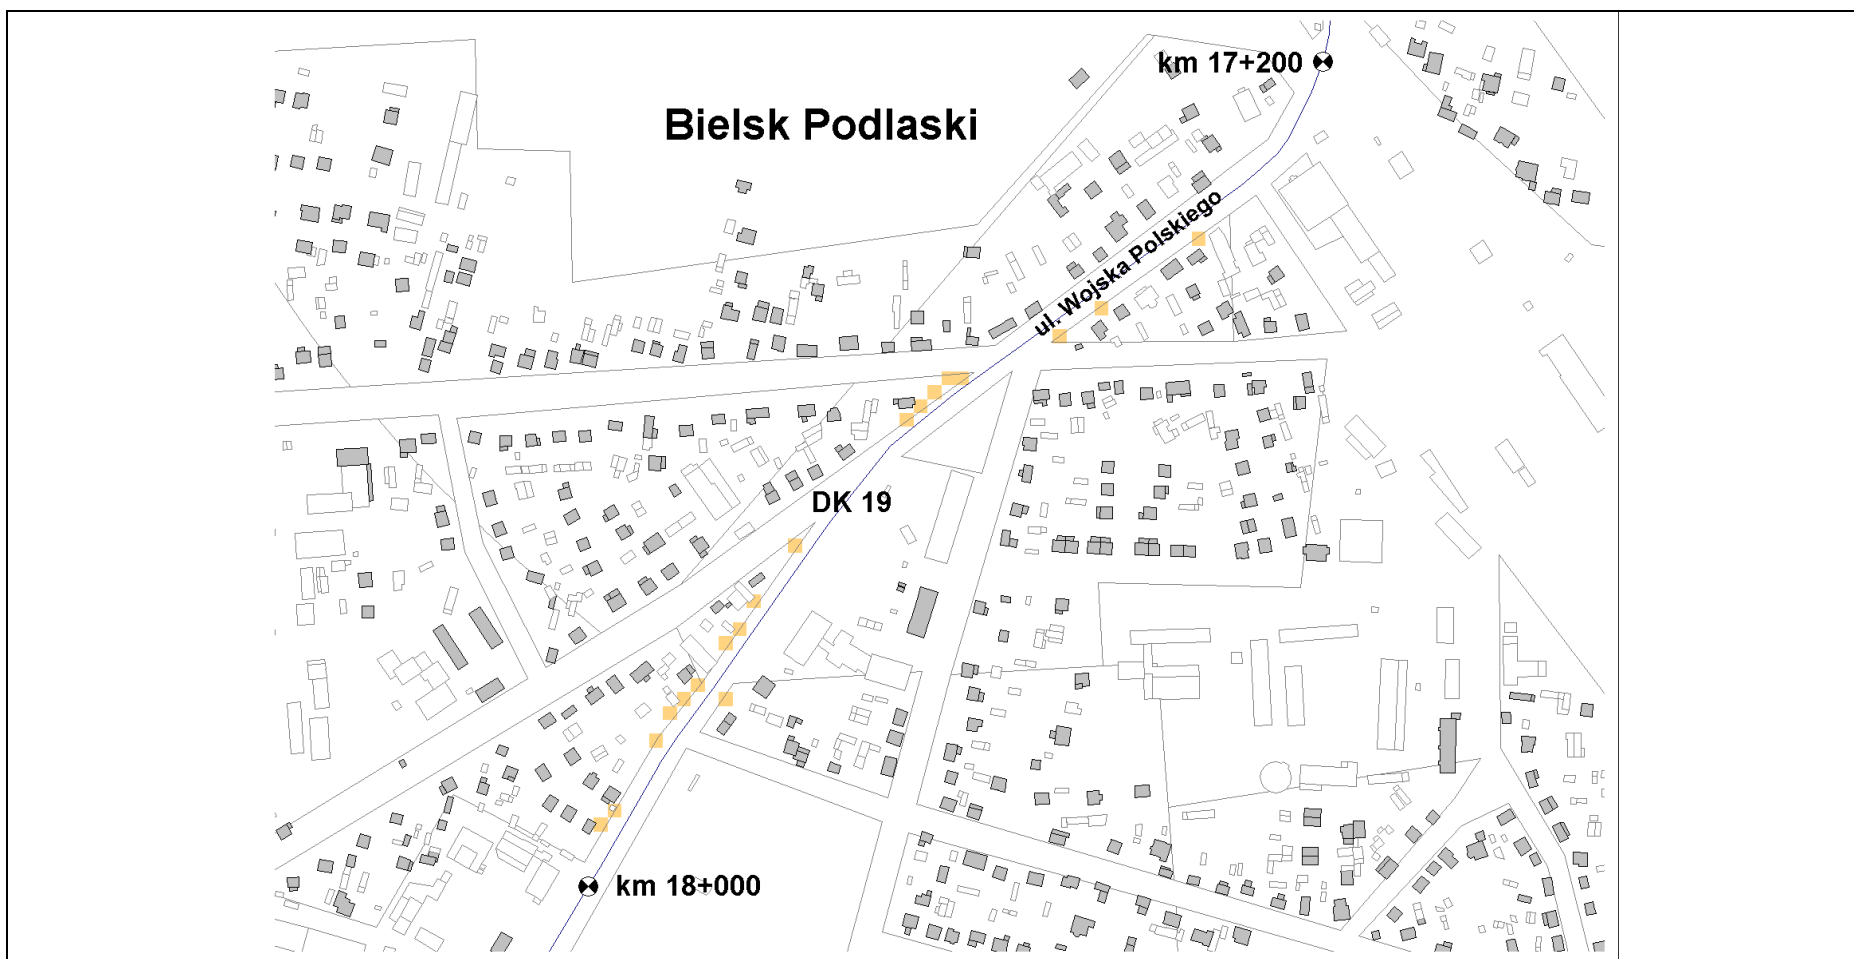 km 17+200
Bielsk Podlaski
ul. Wojska Polskiego
DK 19
km 18+000